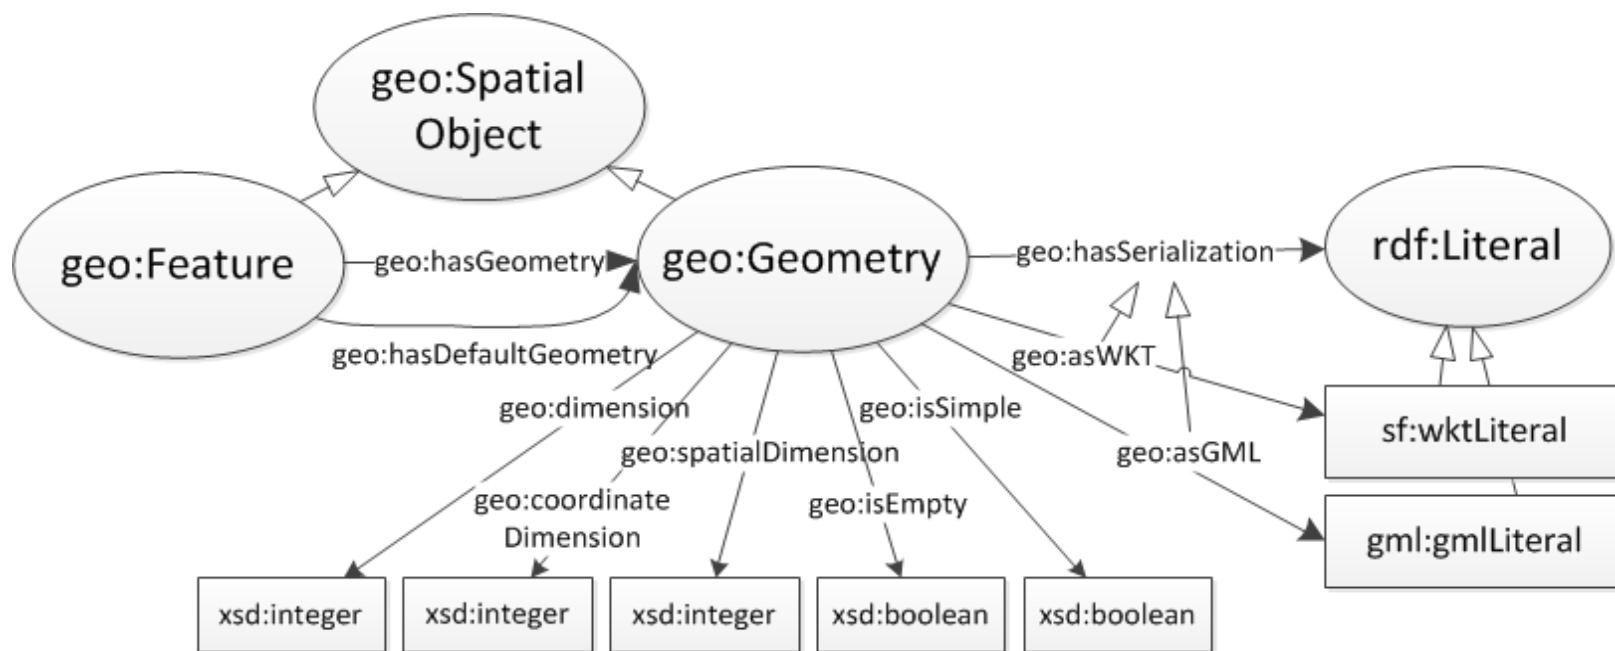 geo:Spatial
Object
geo:Feature
geo:hasGeometry
geo:Geometry
geo:hasSerialization
rdf:Literal
geo:hasDefaultGeometry
geo:asWKT
geo:dimension
geo:isSimple
sf:wktLiteral
geo:spatialDimension
geo:asGML
geo:coordinate
Dimension
geo:isEmpty
gml:gmlLiteral
xsd:integer
xsd:integer
xsd:integer
xsd:boolean
xsd:boolean